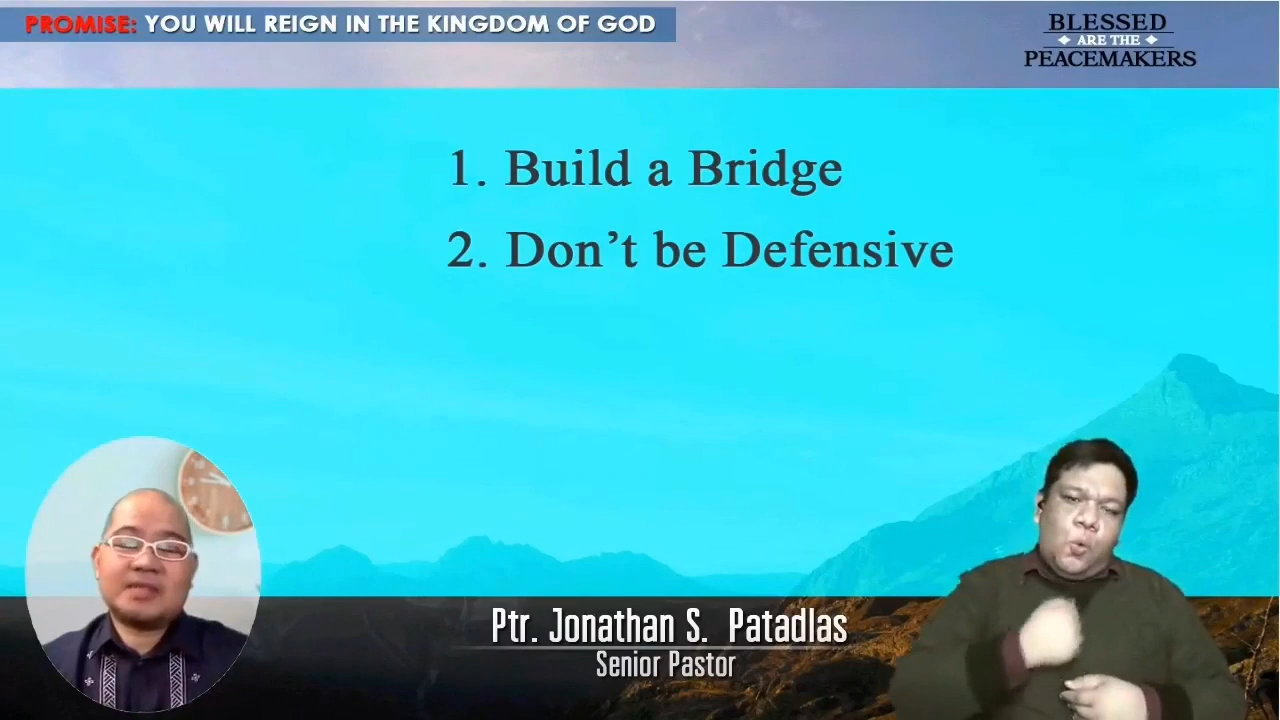 PROMISE: YOU WILL REIGN IN THE KINGDOM OF GOD
BLESSED
ARE THE
PEACEMAKERS
1. Build a Bridge
2. Don’t be Defensive
Ptr. Jonathan S. Patadlas
Senior Pastor